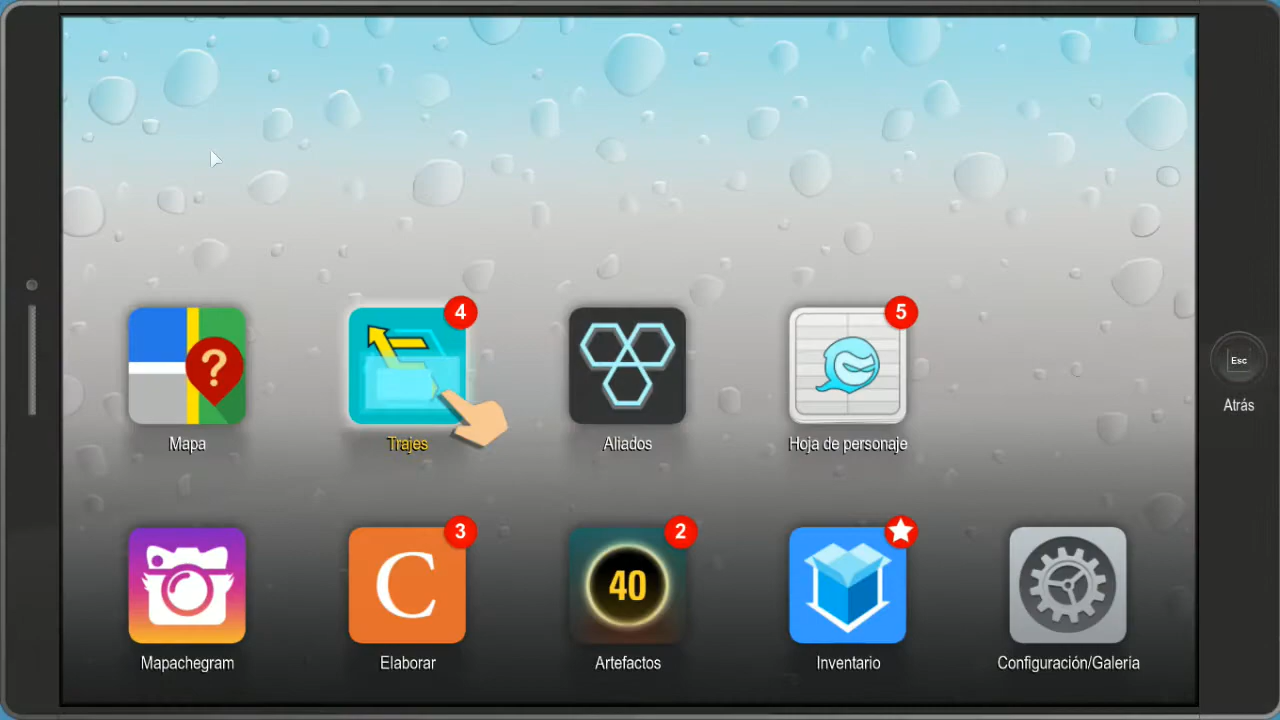 4
5
?
Mapa
Trajes
Aliados
Hoja de personaje
Esc
Atrás
3
2
C
40
Mapachegram
Elaborar
Artefactos
Inventario
Configuración/Galería